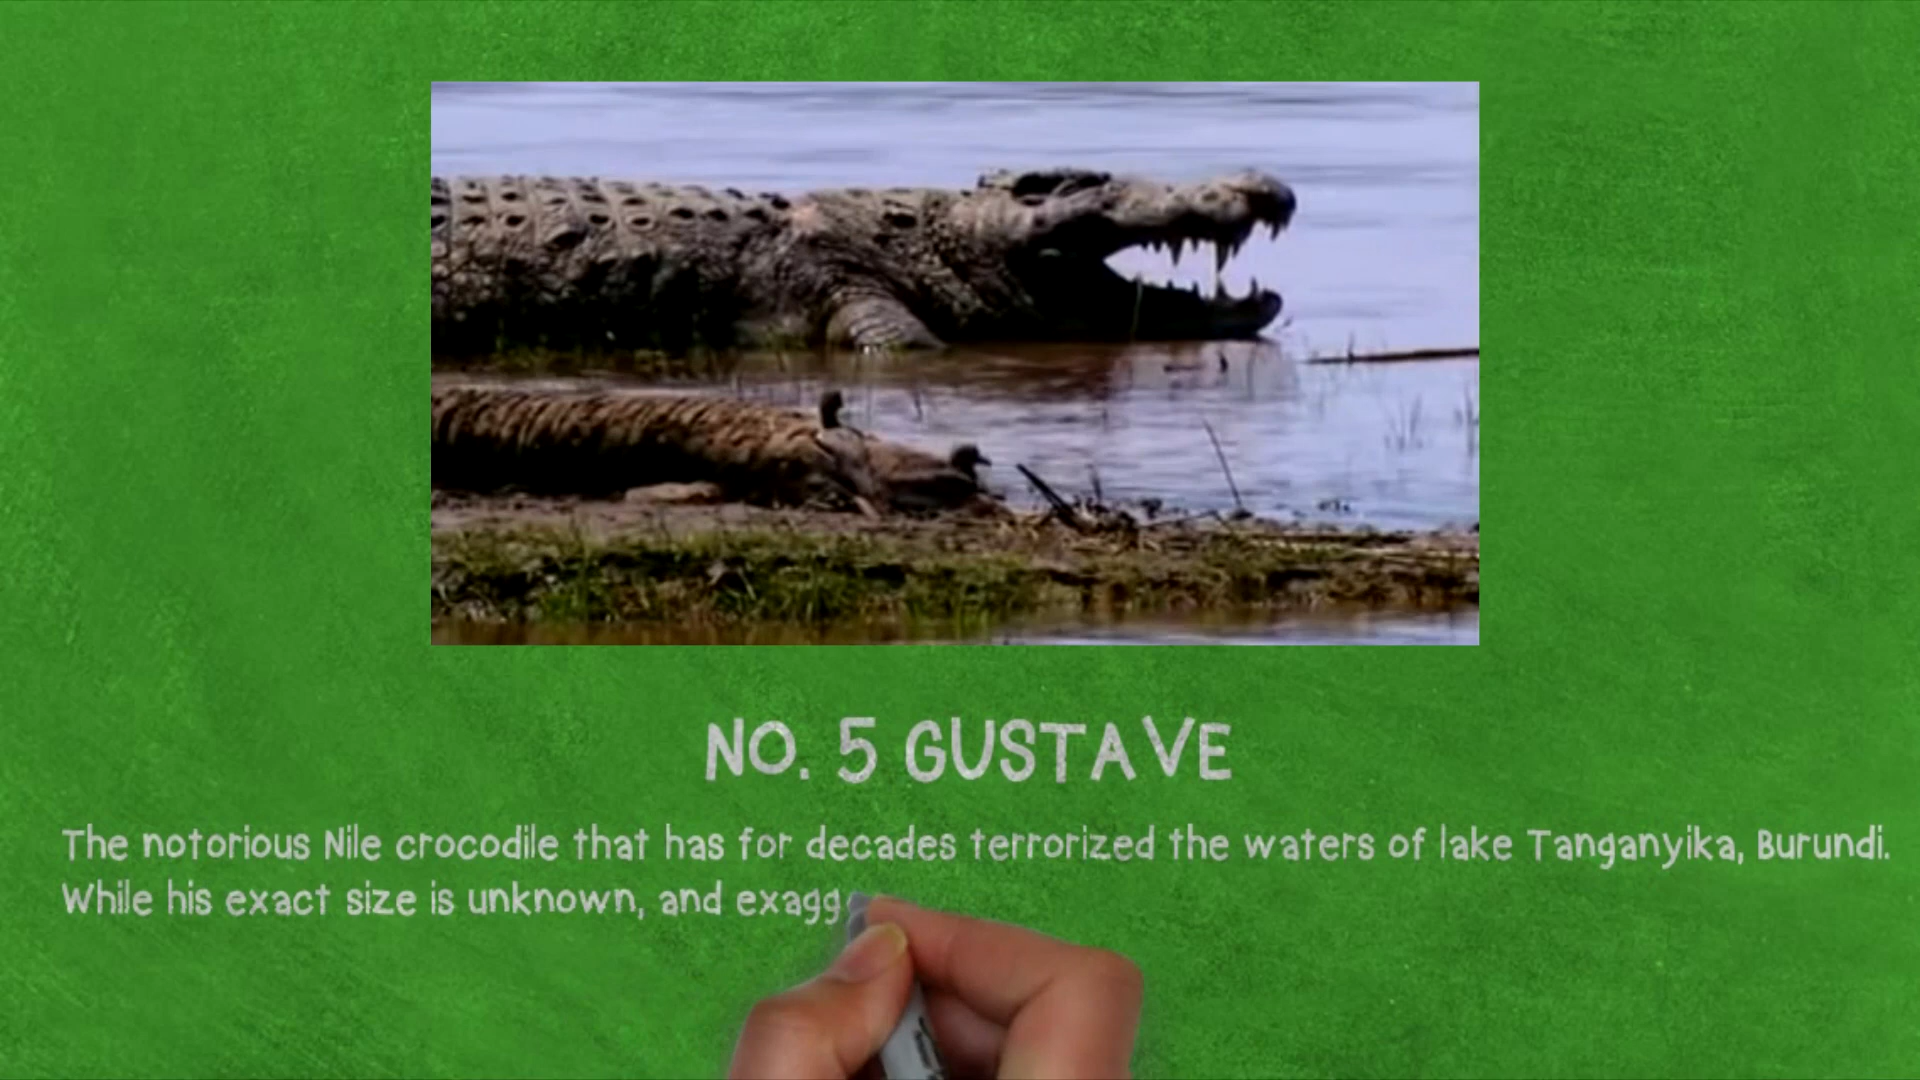 NO. 5 GUSTAVE
The notorious Nile crocodile that has for decades terrorized the waters of lake Tanganyika, Burundi.
While his exact size is unknown, and exagg